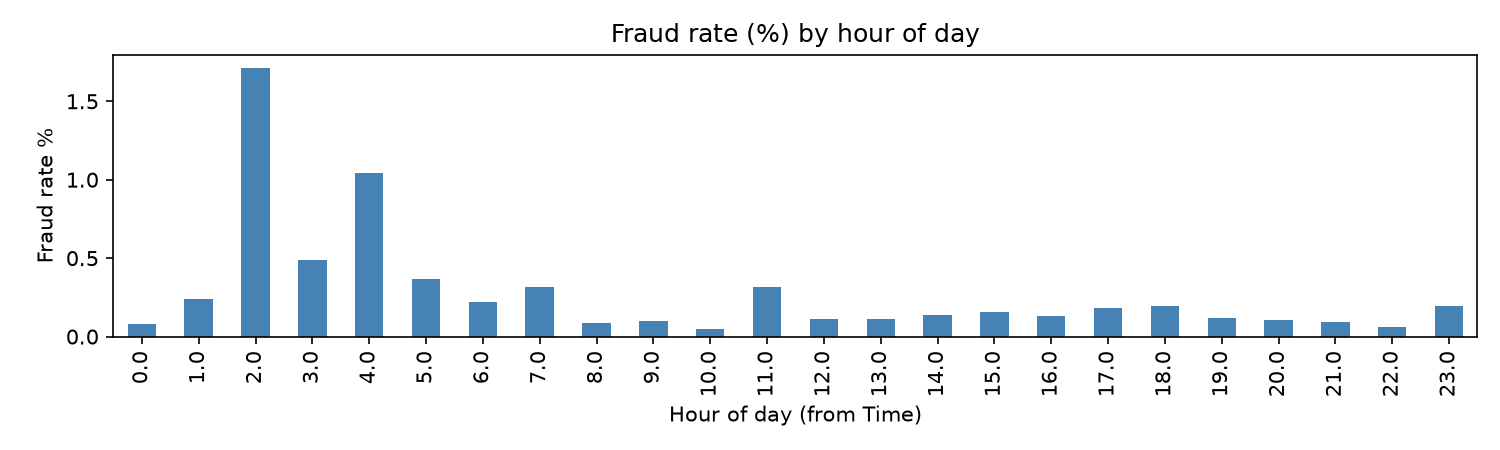 Fraud rate (%) by hour of day
Fraud rate %
1.5
1.0
0.5
0.0
0.0 1.0 2.0 3.0 4.0 5.0 6.0 7.0 8.0 9.0 10.0 11.0 12.0 13.0 14.0 15.0 16.0 17.0 18.0 19.0 20.0 21.0 22.0 23.0
Hour of day (from Time)